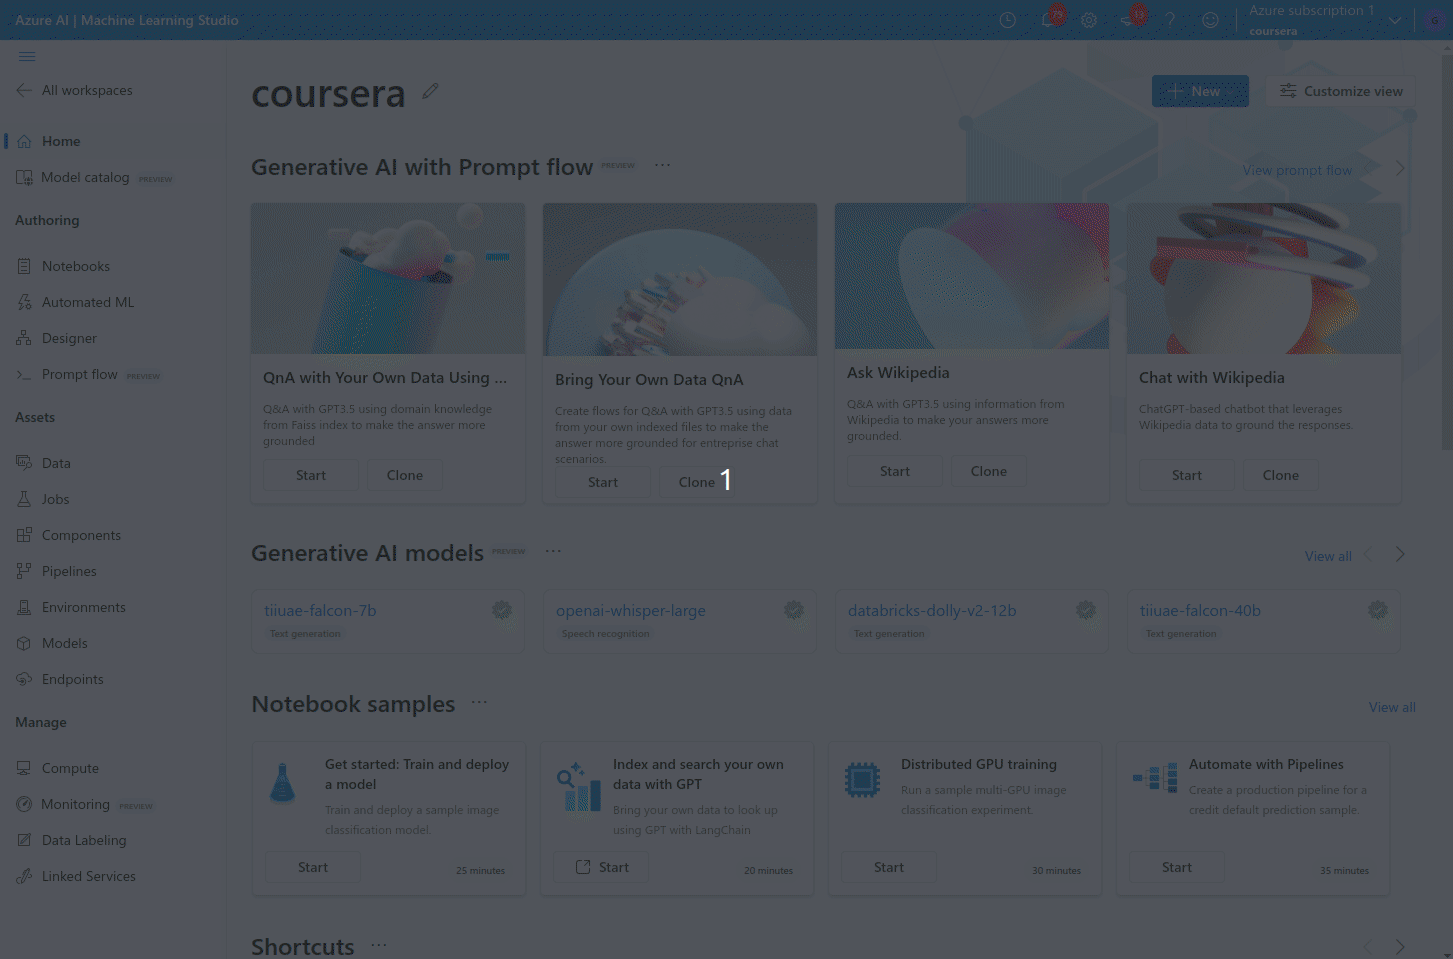 Azure AI | Machine Learning Studio
29
13
?
Azure subscription 1
coursera
G
All workspaces
Home
Model catalog PREVIEW
Authoring
Notebooks
Automated ML
Designer
Prompt flow PREVIEW
Assets
Data
Jobs
Components
Pipelines
Environments
Models
Endpoints
Manage
Compute
Monitoring PREVIEW
Data Labeling
Linked Services
coursera
New
Customize view
Generative AI with Prompt flow PREVIEW ...
View prompt flow
QnA with Your Own Data Using ...
Q&A with GPT3.5 using domain knowledge
from Faiss index to make the answer more
grounded
Start
Clone
Bring Your Own Data QnA
Create flows for Q&A with GPT3.5 using data
from your own indexed files to make the
answer more grounded for entreprise chat
scenarios.
Start
Clone
1
Ask Wikipedia
Q&A with GPT3.5 using information from
Wikipedia to make your answers more
grounded.
Start
Clone
Chat with Wikipedia
ChatGPT-based chatbot that leverages
Wikipedia data to ground the responses.
Start
Clone
Generative AI models PREVIEW ...
View all
tiiuae-falcon-7b
Text generation
openai-whisper-large
Speech recognition
databricks-dolly-v2-12b
Text generation
tiiuae-falcon-40b
Text generation
Notebook samples ...
View all
Get started: Train and deploy
a model
Train and deploy a sample image
classification model.
Start
25 minutes
Index and search your own
data with GPT
Bring your own data to look up
using GPT with LangChain
Start
20 minutes
Distributed GPU training
Run a sample multi-GPU image
classification experiment.
Start
30 minutes
Automate with Pipelines
Create a production pipeline for a
credit default prediction sample.
Start
35 minutes
Shortcuts ...